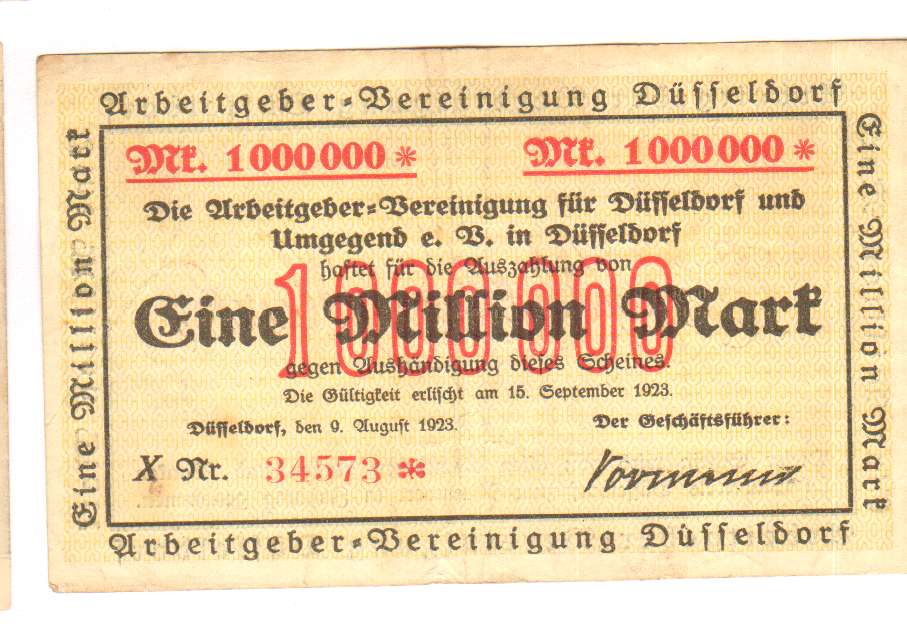 Arbeitgeber-Vereinigung Düsseldorf
Eine Million Mark
Mk. 1000000 * Mk. 1000000 *
Die Arbeitgeber-Vereinigung für Düsseldorf und
Umgegend e. V. in Düsseldorf
haftet für die Auszahlung von
1000000
Eine Million Mark
gegen Aushändigung dieses Scheines.
Die Gültigkeit erlischt am 15. September 1923.
Düsseldorf, den 9. August 1923.
Der Geschäftsführer:
X Nr. 34573 *
Eine Million Mark
Arbeitgeber-Vereinigung Düsseldorf